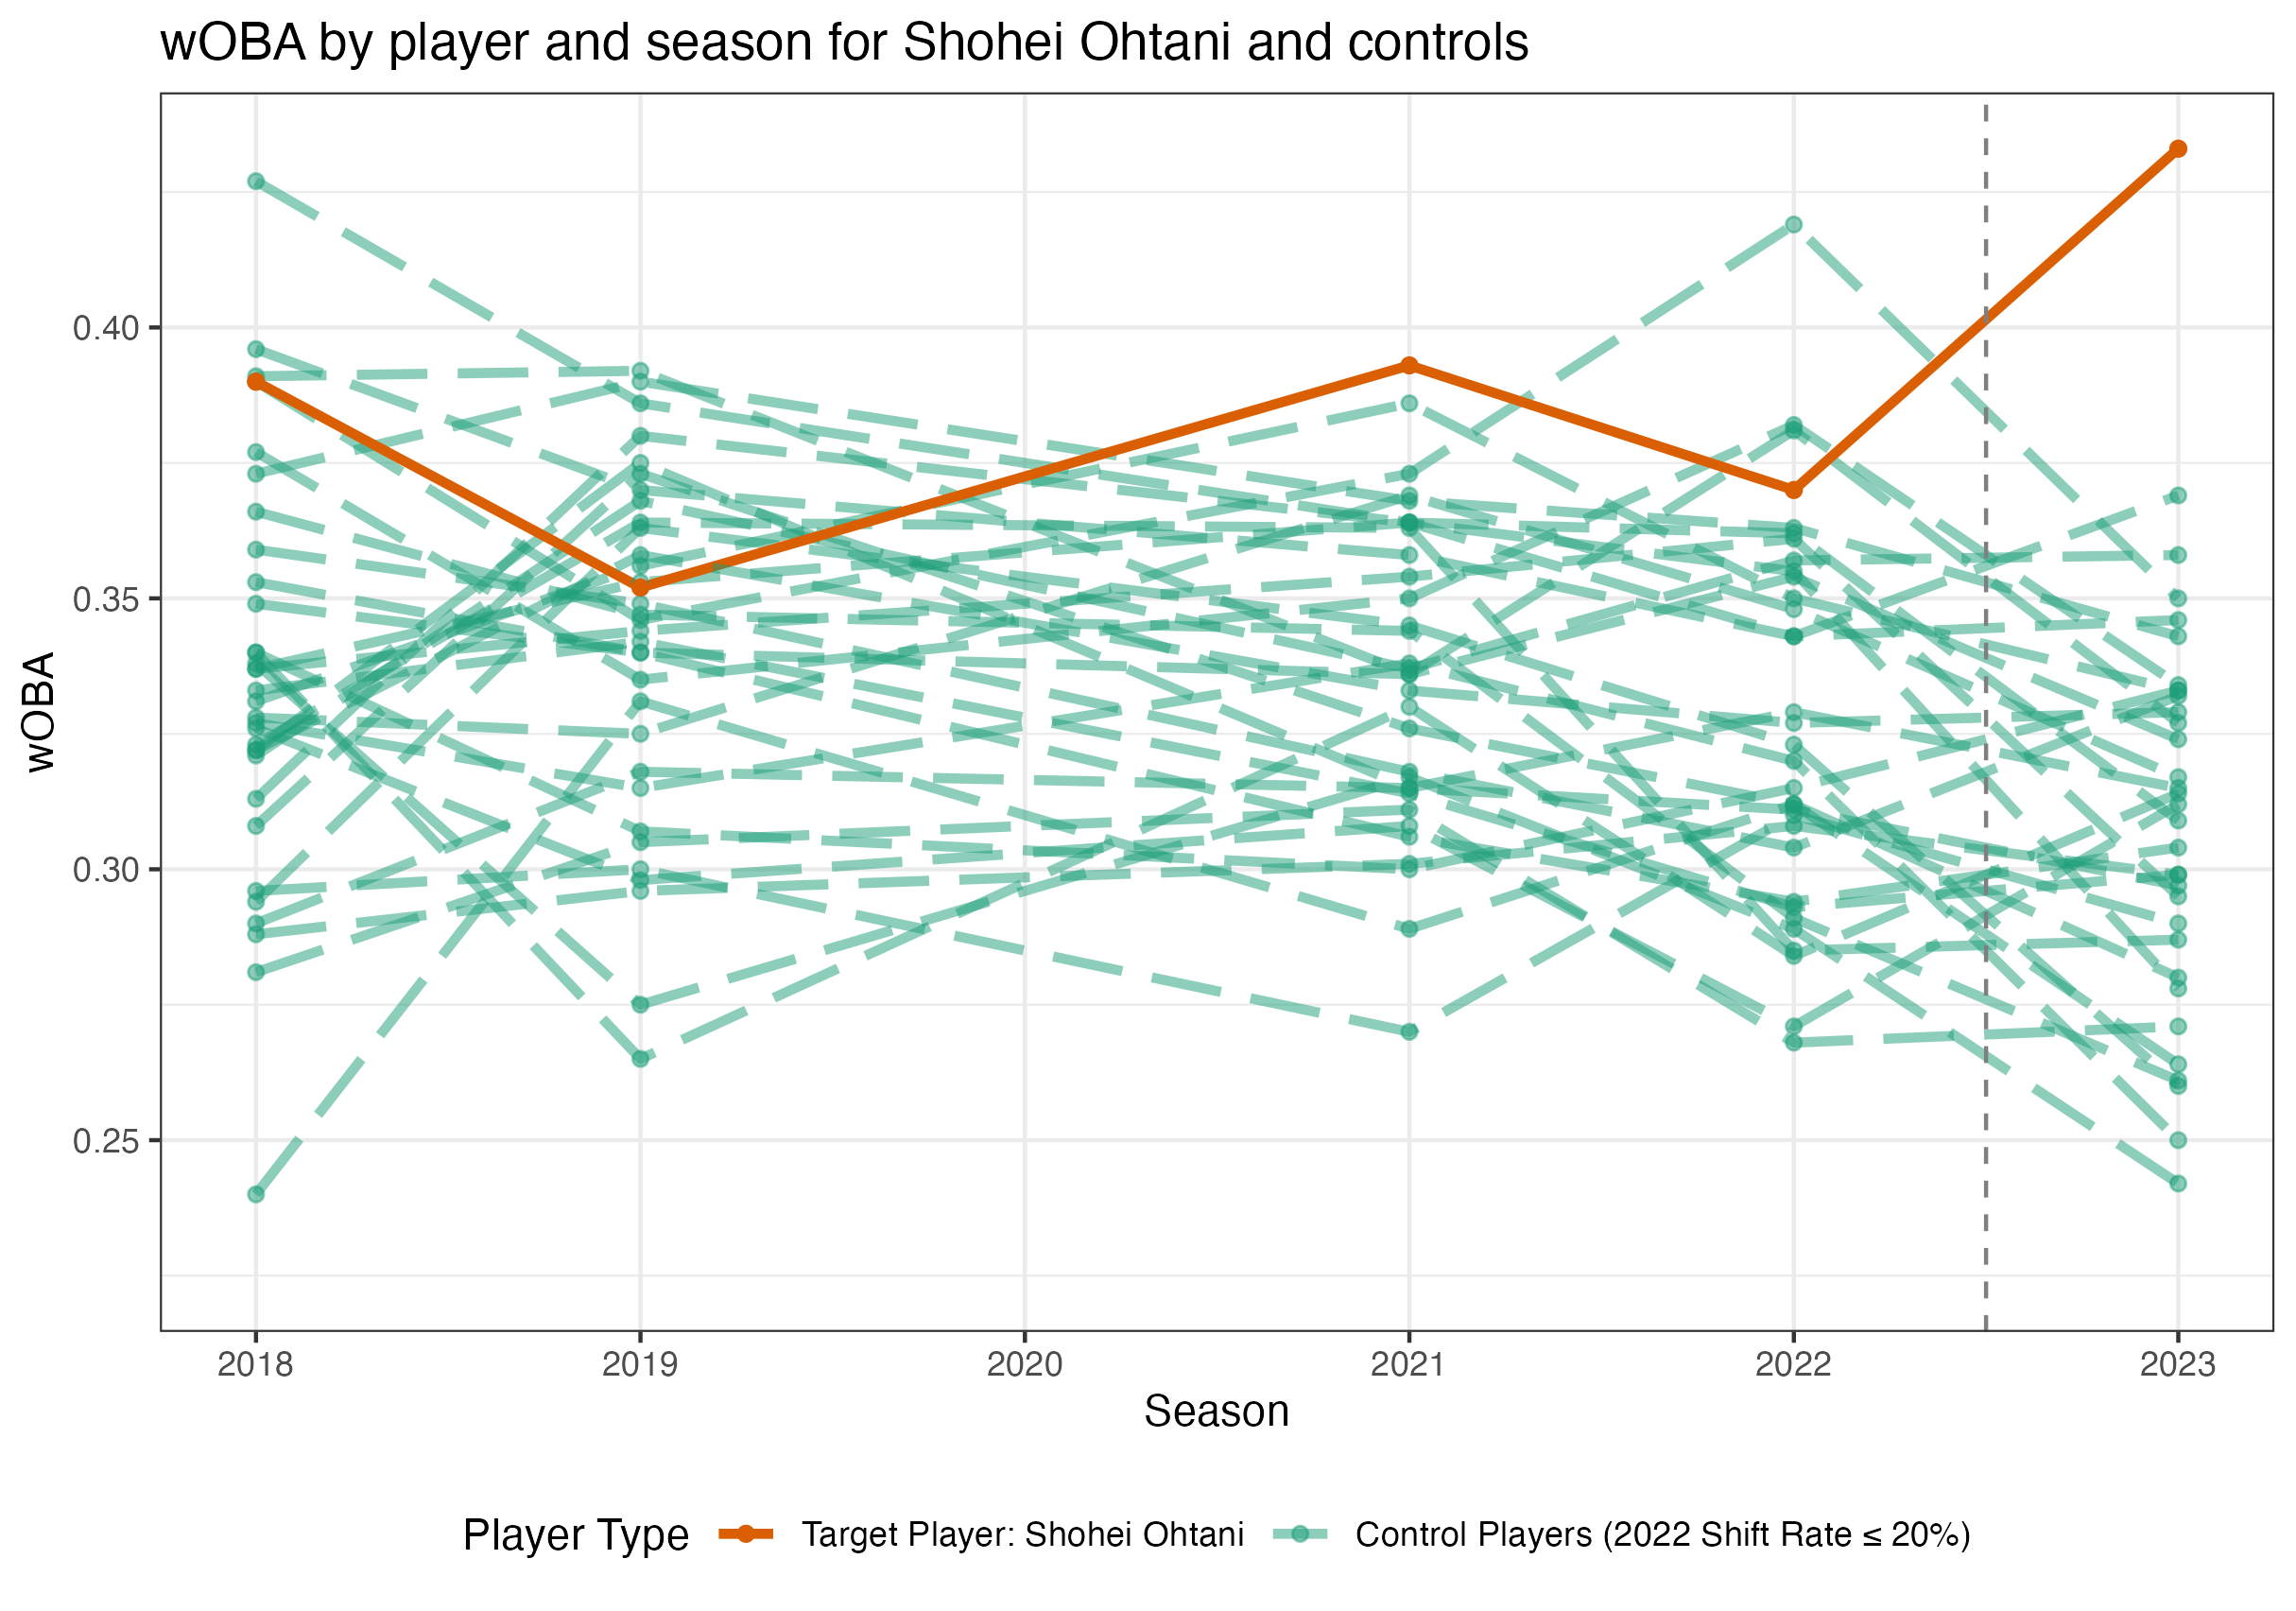 wOBA by player and season for Shohei Ohtani and controls
wOBA
0.40
0.35
0.30
0.25
2018 2019 2020 2021 2022 2023
Season
Player Type Target Player: Shohei Ohtani Control Players (2022 Shift Rate ≤ 20%)